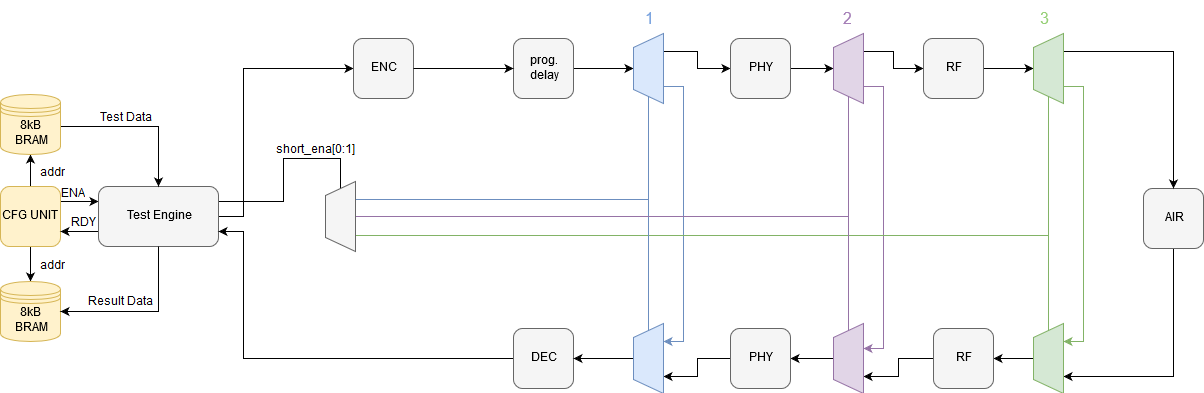 1
2
3
ENC
prog.
delay
PHY
RF
8kB
BRAM
Test Data
short_ena[0:1]
addr
ENA
CFG UNIT
Test Engine
RDY
AIR
addr
Result Data
8kB
BRAM
DEC
PHY
RF